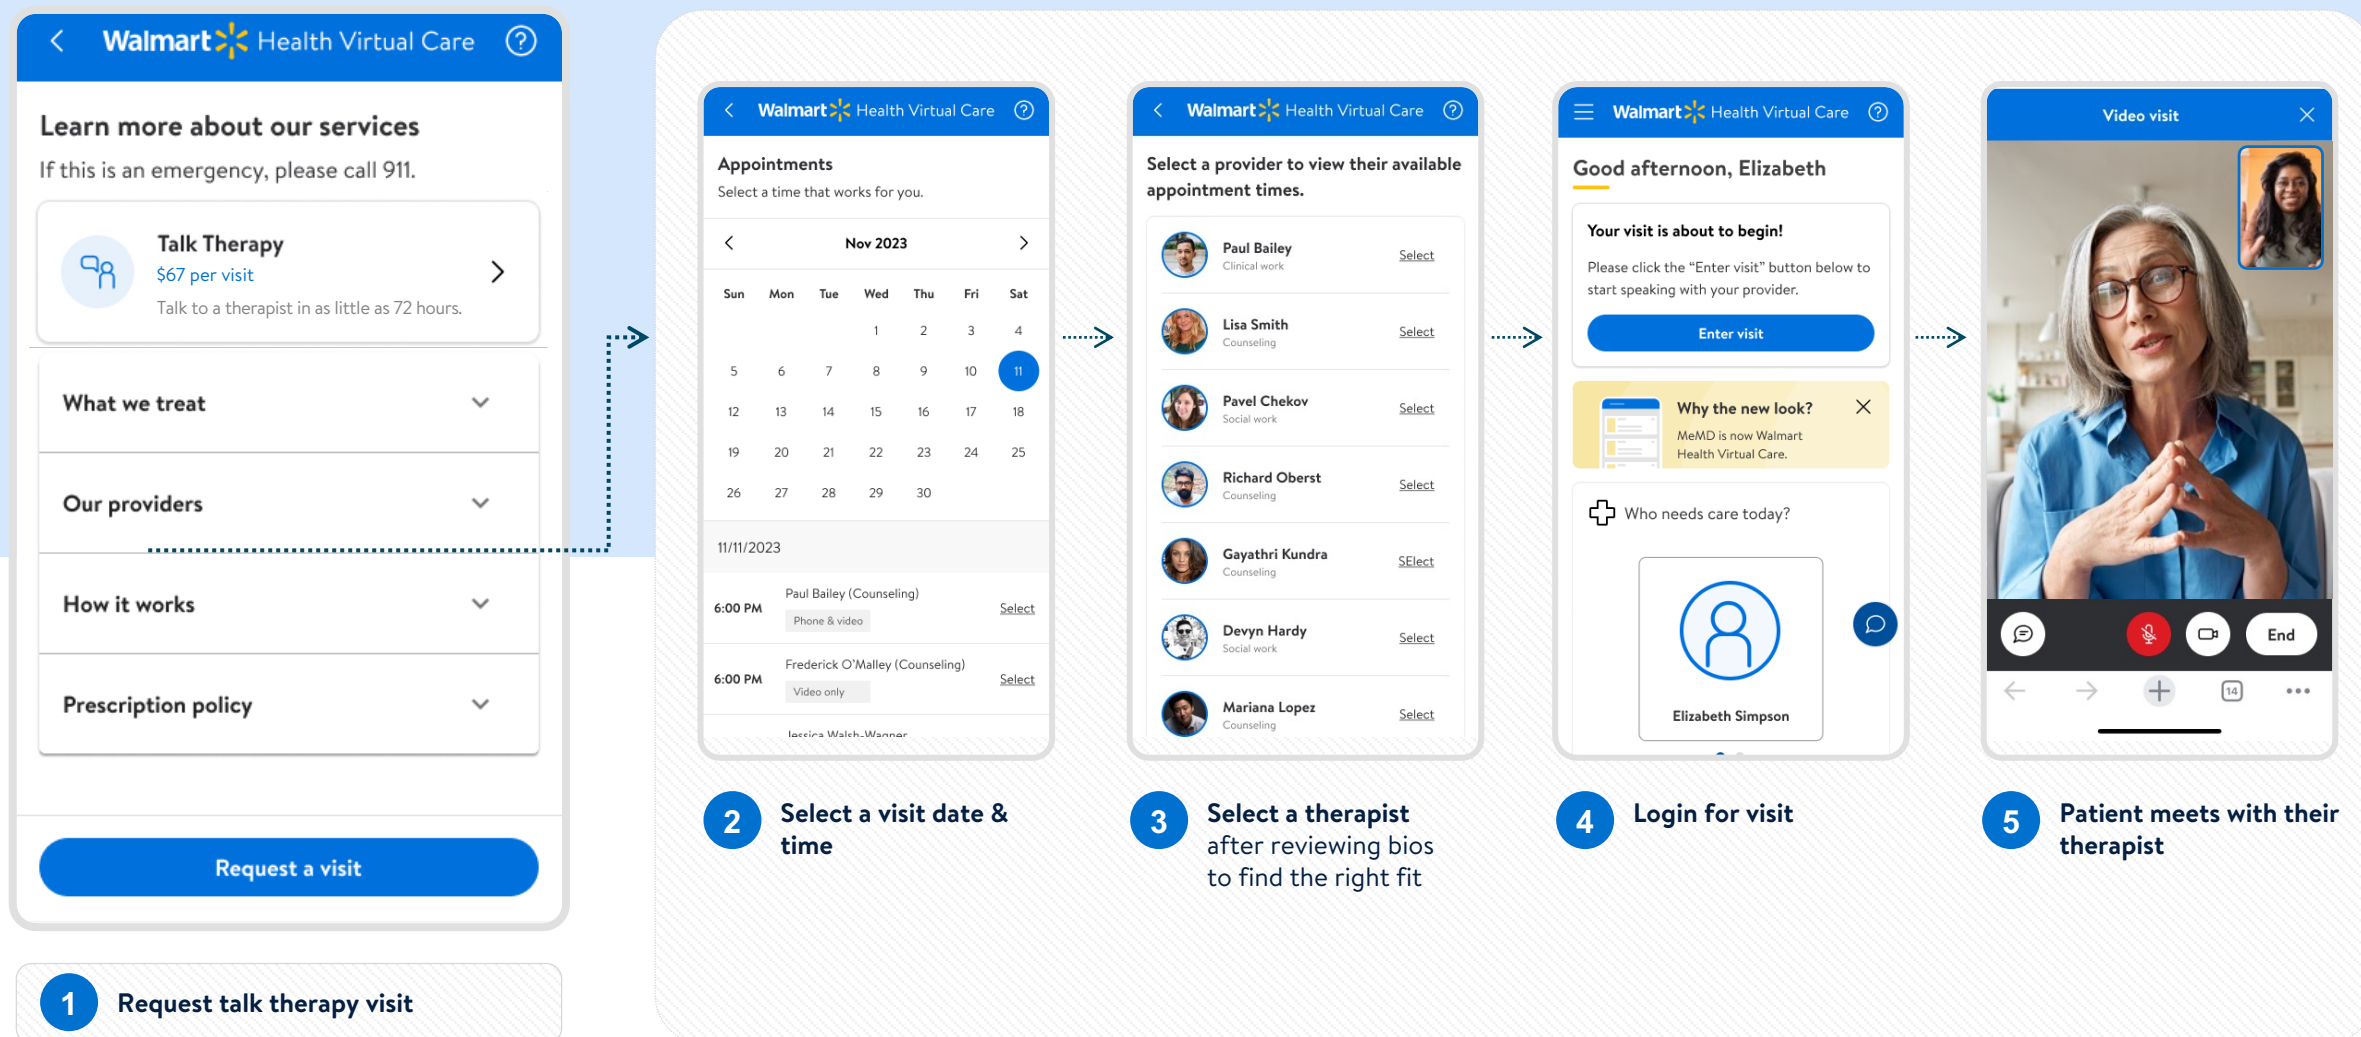 Walmart Health Virtual Care ?
Learn more about our services
If this is an emergency, please call 911.
Talk Therapy
$67 per visit
Talk to a therapist in as little as 72 hours.
What we treat
Our providers
How it works
Prescription policy
Request a visit
1 Request talk therapy visit
Walmart Health Virtual Care ?
Appointments
Select a time that works for you.
Nov 2023
Sun Mon Tue Wed Thu Fri Sat
1 2 3 4
5 6 7 8 9 10 11
12 13 14 15 16 17 18
19 20 21 22 23 24 25
26 27 28 29 30
11/11/2023
Paul Bailey (Counseling)
6:00 PM Select
Phone & video
Frederick O'Malley (Counseling)
6:00 PM Select
Video only
Jessica Walsh-Wagner
2 Select a visit date &
time
Walmart Health Virtual Care ?
Select a provider to view their available
appointment times.
Paul Bailey
Clinical work
Select
Lisa Smith
Counseling
Select
Pavel Chekov
Social work
Select
Richard Oberst
Counseling
Select
Gayathri Kundra
Counseling
SElect
Devyn Hardy
Social work
Select
Mariana Lopez
Counseling
Select
3 Select a therapist
after reviewing bios
to find the right fit
Walmart Health Virtual Care ?
Good afternoon, Elizabeth
Your visit is about to begin!
Please click the “Enter visit” button below to
start speaking with your provider.
Enter visit
Why the new look?
MeMD is now Walmart
Health Virtual Care.
Who needs care today?
Elizabeth Simpson
4 Login for visit
Video visit
End
14
5 Patient meets with their
therapist